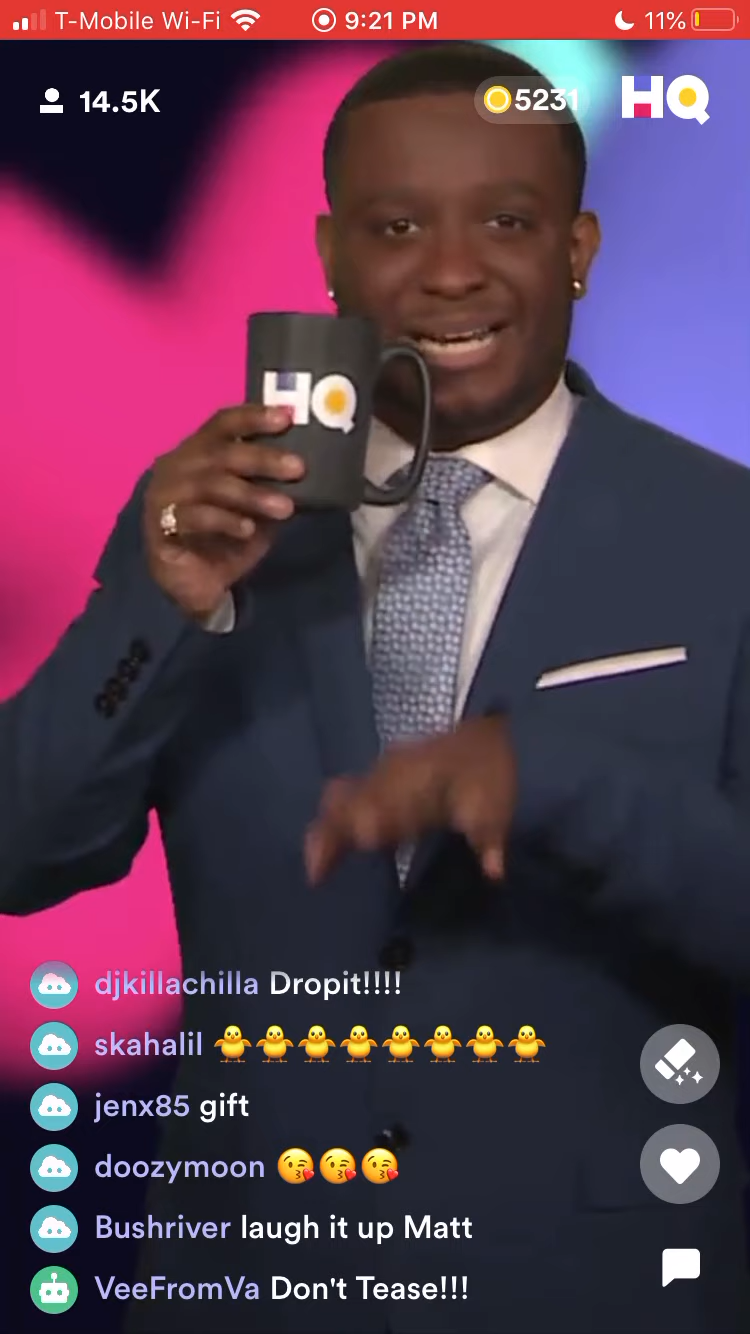 T-Mobile Wi-Fi 9:21 PM 11%
14.5K 5231 HQ
HQ
djkillachilla Dropit!!!!
skahalil 🐥🐥🐥🐥🐥🐥🐥🐥
jenx85 gift
doozymoon 😘😘😘
Bushriver laugh it up Matt
VeeFromVa Don't Tease!!!